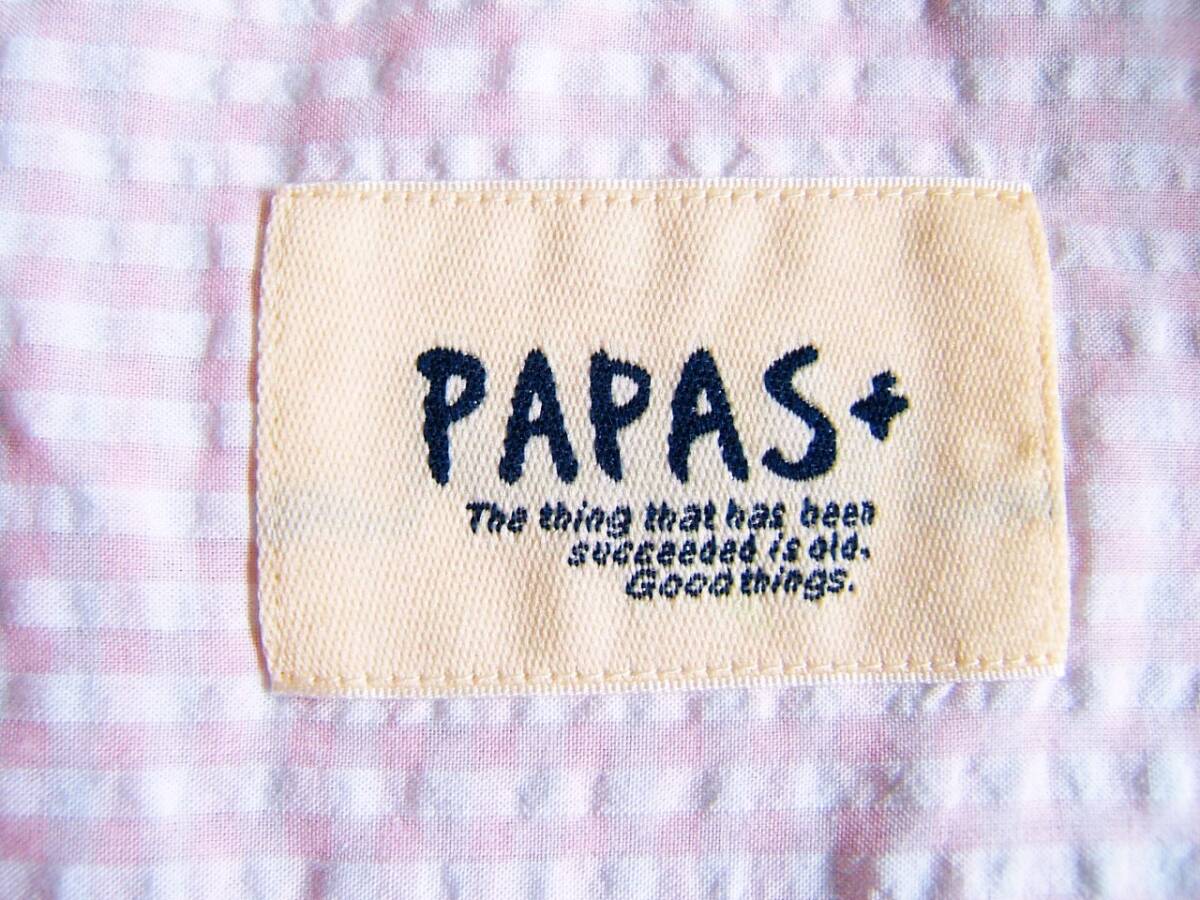 PAPAS+
The thing that has been
succeeded is old.
Good things.